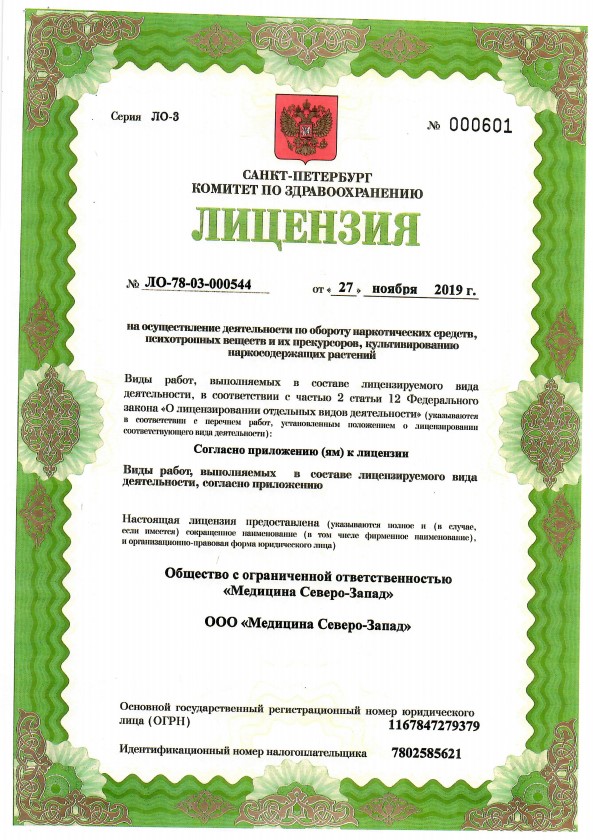 Серия ЛО-3
№ 000601
САНКТ-ПЕТЕРБУРГ
КОМИТЕТ ПО ЗДРАВООХРАНЕНИЮ
ЛИЦЕНЗИЯ
№ ЛО-78-03-000544 от « 27 » ноября 2019 г.
на осуществление деятельности по обороту наркотических средств,
психотропных веществ и их прекурсоров, культивированию
наркосодержащих растений
Виды работ, выполняемых в составе лицензируемого вида
деятельности, в соответствии с частью 2 статьи 12 Федерального
закона «О лицензировании отдельных видов деятельности» (указываются
в соответствии с перечнем работ, установленным положением о лицензировании
соответствующего вида деятельности):
Согласно приложению (ям) к лицензии
Виды работ, выполняемых в составе лицензируемого вида
деятельности, согласно приложению
Настоящая лицензия предоставлена (указываются полное и (в случае,
если имеется) сокращенное наименование (в том числе фирменное наименование),
и организационно-правовая форма юридического лица)
Общество с ограниченной ответственностью
«Медицина Северо-Запад»
ООО «Медицина Северо-Запад»
Основной государственный регистрационный номер юридического
лица (ОГРН) 1167847279379
Идентификационный номер налогоплательщика 7802585621